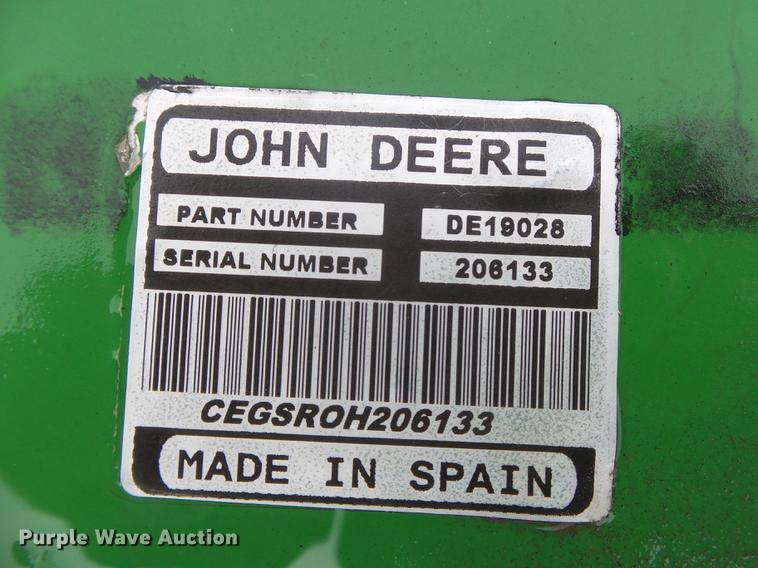 JOHN DEERE
PART NUMBER DE19028
SERIAL NUMBER 206133
CEGSROH206133
MADE IN SPAIN
Purple Wave Auction